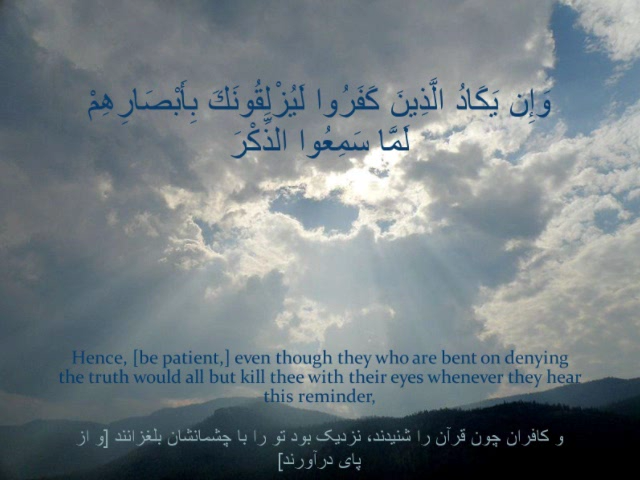 وَإِن يَكَادُ الَّذِينَ كَفَرُوا لَيُزْلِقُونَكَ بِأَبْصَارِهِمْ
لَمَّا سَمِعُوا الذِّكْرَ
Hence, [be patient,] even though they who are bent on denying
the truth would all but kill thee with their eyes whenever they hear
this reminder,
و کافران چون قرآن را شنیدند، نزدیک بود تو را با چشمانشان بلغزانند [و از
پای درآورند]